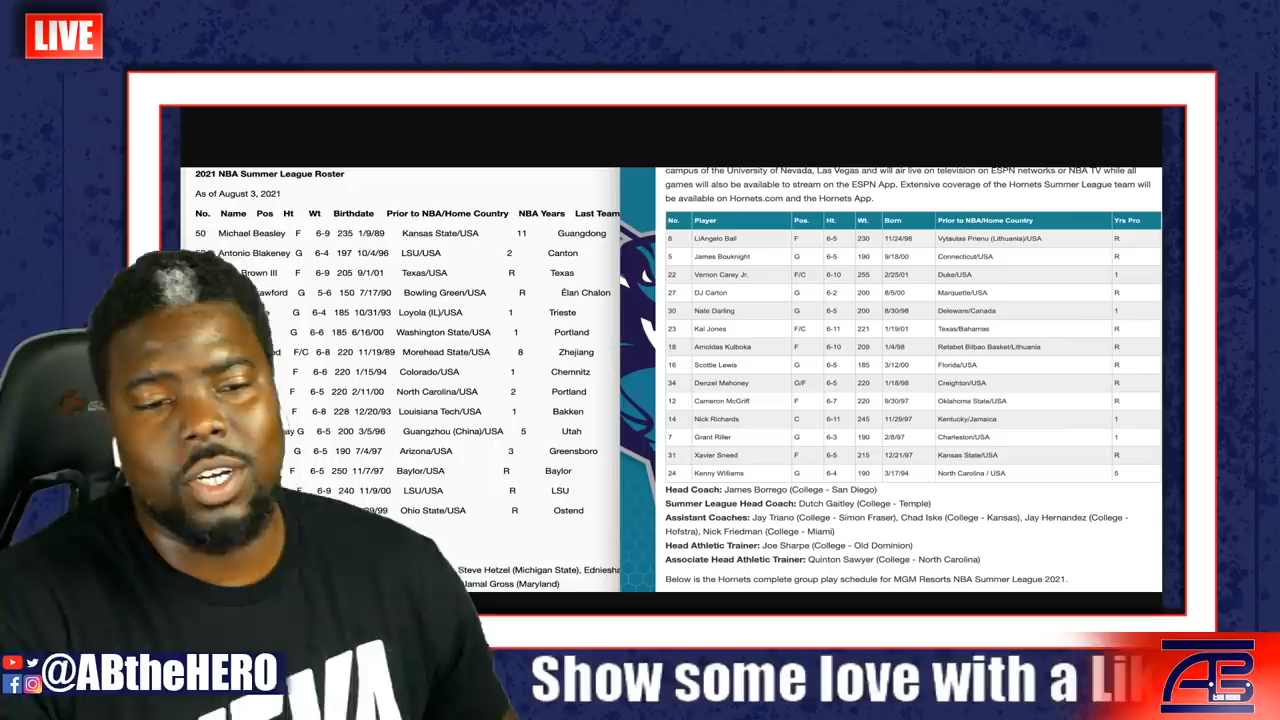 LIVE
2021 NBA Summer League Roster
As of August 3, 2021
No. Name Pos Ht Wt Birthdate Prior to NBA/Home Country NBA Years Last Team
50 Michael Beasley F 6-9 235 1/9/89 Kansas State/USA 11 Guangdong
Antonio Blakeney G 6-4 197 10/4/96 LSU/USA 2 Canton
Brown III F 6-9 205 9/1/01 Texas/USA R Texas
G 5-6 150 7/17/90 Bowling Green/USA R Élan Chalon
G 6-4 185 10/31/93 Loyola (IL)/USA 1 Trieste
G 6-6 185 6/16/00 Washington State/USA 1 Portland
F/C 6-8 220 11/19/89 Morehead State/USA 8 Zhejiang
F 6-6 220 1/15/94 Colorado/USA 1 Chemnitz
F 6-5 220 2/11/00 North Carolina/USA 2 Portland
F 6-8 228 12/20/93 Louisiana Tech/USA 1 Bakken
G 6-5 200 3/5/96 Guangzhou (China)/USA 5 Utah
G 6-5 190 7/4/97 Arizona/USA 3 Greensboro
F 6-5 250 11/7/97 Baylor/USA R Baylor
F 6-9 240 11/9/00 LSU/USA R LSU
Ohio State/USA R Ostend
Steve Hetzel (Michigan State),
Jamal Gross (Maryland)
campus of the University of Nevada, Las Vegas and will air live on television on ESPN networks or NBA TV while all
games will also be available to stream on the ESPN App. Extensive coverage of the Hornets Summer League team will
be available on Hornets.com and the Hornets App.
No. Player Pos. Ht. Wt. Born Prior to NBA/Home Country Yrs Pro
8 LiAngelo Ball F 6-5 230 11/24/98 Vytautas Prienu (Lithuania)/USA R
5 James Bouknight G 6-5 190 9/18/00 Connecticut/USA R
22 Vernon Carey Jr. F/C 6-10 255 2/25/01 Duke/USA 1
27 DJ Carton G 6-2 200 8/5/00 Marquette/USA R
30 Nate Darling G 6-5 200 8/30/98 Deleware/Canada 1
23 Kai Jones F/C 6-11 221 1/19/01 Texas/Bahamas R
18 Arnoldas Kulboka F 6-10 209 1/4/98 Retabet Bilbao Basket/Lithuania R
16 Scottie Lewis G 6-5 185 3/12/00 Florida/USA R
34 Denzel Mahoney G/F 6-5 220 1/18/98 Creighton/USA R
12 Cameron McGriff F 6-7 220 9/30/97 Oklahoma State/USA R
14 Nick Richards C 6-11 245 11/29/97 Kentucky/Jamaica 1
7 Grant Riller G 6-3 190 2/8/97 Charleston/USA 1
31 Xavier Sneed F 6-5 215 12/21/97 Kansas State/USA R
24 Kenny Williams G 6-4 190 3/17/94 North Carolina / USA 5
Head Coach: James Borrego (College - San Diego)
Summer League Head Coach: Dutch Gaitley (College - Temple)
Assistant Coaches: Jay Triano (College - Simon Fraser), Chad Iske (College - Kansas), Jay Hernandez (College -
Hofstra), Nick Friedman (College - Miami)
Head Athletic Trainer: Joe Sharpe (College - Old Dominion)
Associate Head Athletic Trainer: Quinton Sawyer (College - North Carolina)
Below is the Hornets complete group play schedule for MGM Resorts NBA Summer League 2021.
@ABtheHERO
Show some love with a Li
AB